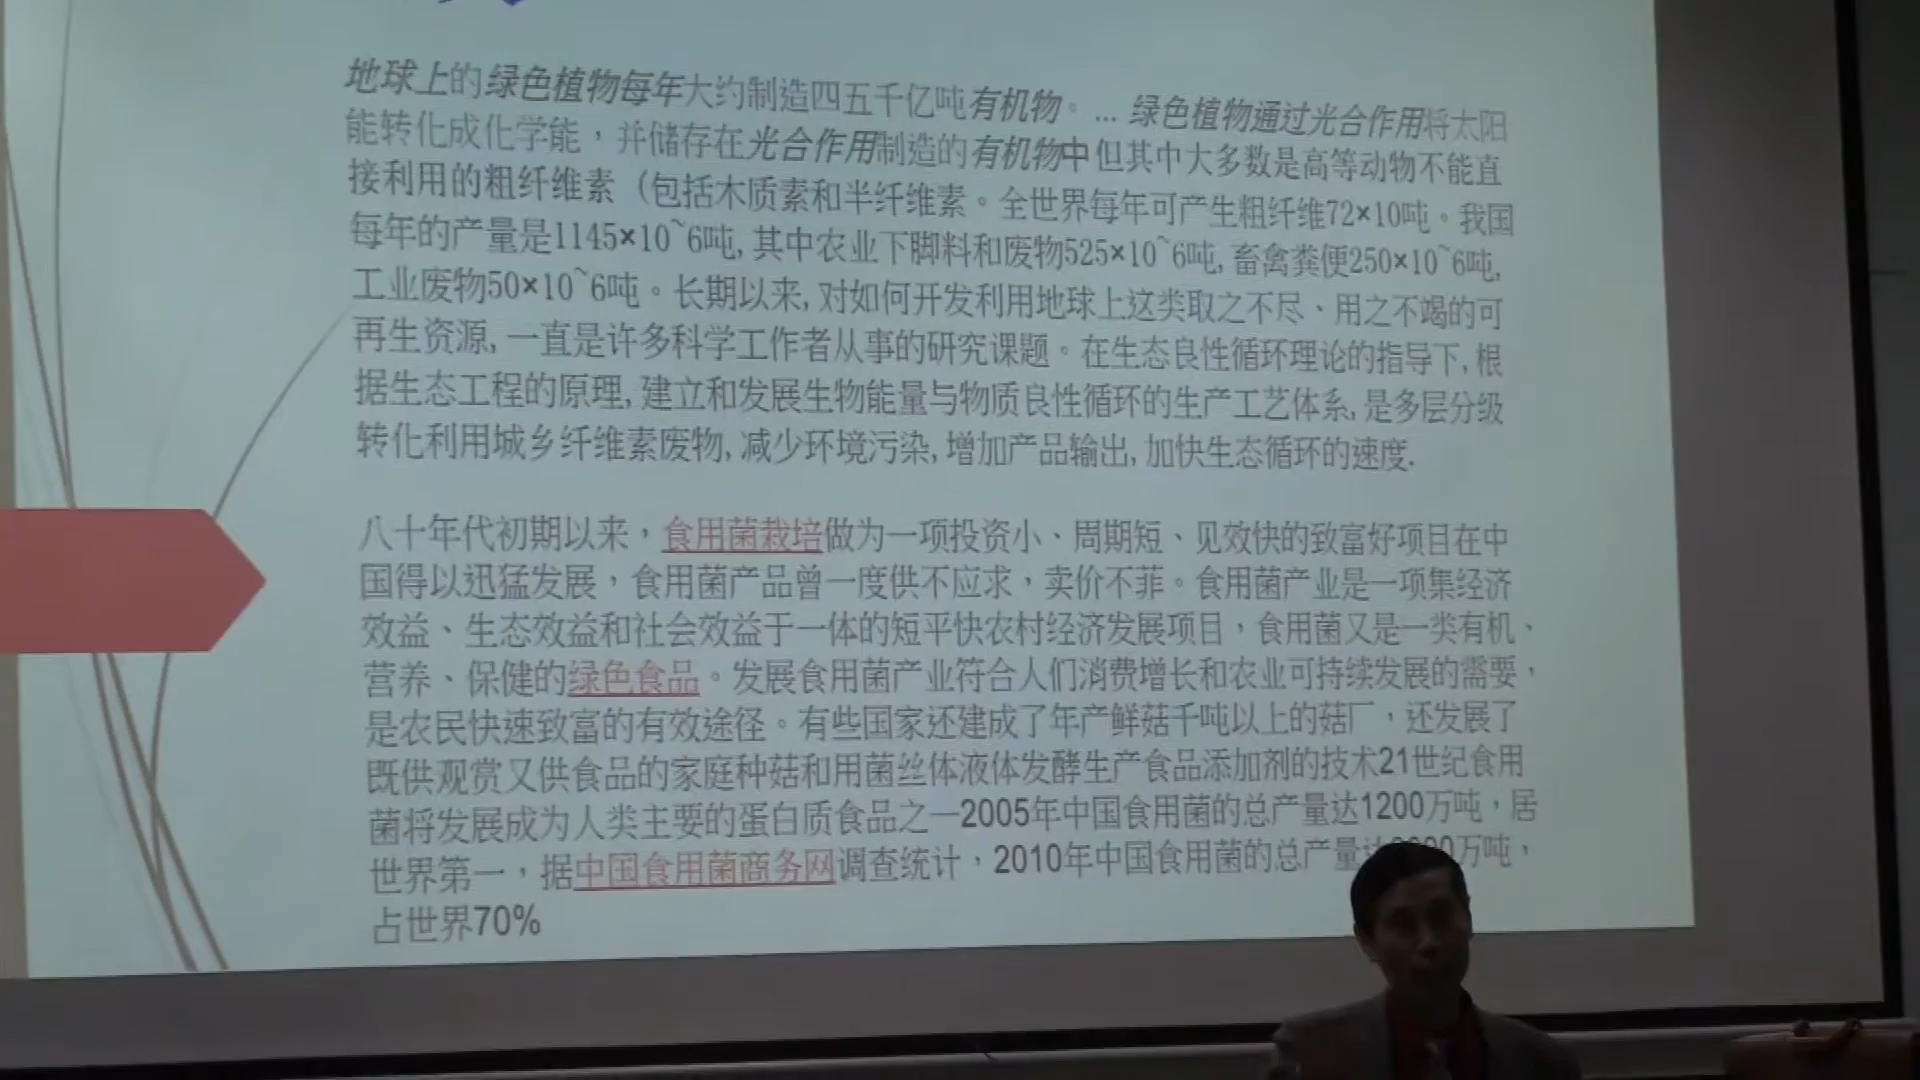 地球上的绿色植物每年大约制造四五千亿吨有机物。... 绿色植物通过光合作用将太阳
能转化成化学能，并储存在光合作用制造的有机物中但其中大多数是高等动物不能直
接利用的粗纤维素（包括木质素和半纤维素。全世界每年可产生粗纤维72×10吨。我国
每年的产量是1145×10~6吨,其中农业下脚料和废物525×10~6吨,畜禽粪便250×10~6吨,
工业废物50×10~6吨。长期以来,对如何开发利用地球上这类取之不尽、用之不竭的可
再生资源,一直是许多科学工作者从事的研究课题。在生态良性循环理论的指导下,根
据生态工程的原理,建立和发展生物能量与物质良性循环的生产工艺体系,是多层分级
转化利用城乡纤维素废物,减少环境污染,增加产品输出,加快生态循环的速度.
八十年代初期以来，食用菌栽培做为一项投资小、周期短、见效快的致富好项目在中
国得以迅猛发展，食用菌产品曾一度供不应求，卖价不菲。食用菌产业是一项集经济
效益、生态效益和社会效益于一体的短平快农村经济发展项目，食用菌又是一类有机、
营养、保健的绿色食品。发展食用菌产业符合人们消费增长和农业可持续发展的需要，
是农民快速致富的有效途径。有些国家还建成了年产鲜菇千吨以上的菇厂，还发展了
既供观赏又供食品的家庭种菇和用菌丝体液体发酵生产食品添加剂的技术21世纪食用
菌将发展成为人类主要的蛋白质食品之一2005年中国食用菌的总产量达1200万吨，居
世界第一，据中国食用菌商务网调查统计，2010年中国食用菌的总产量达万吨，
占世界70%